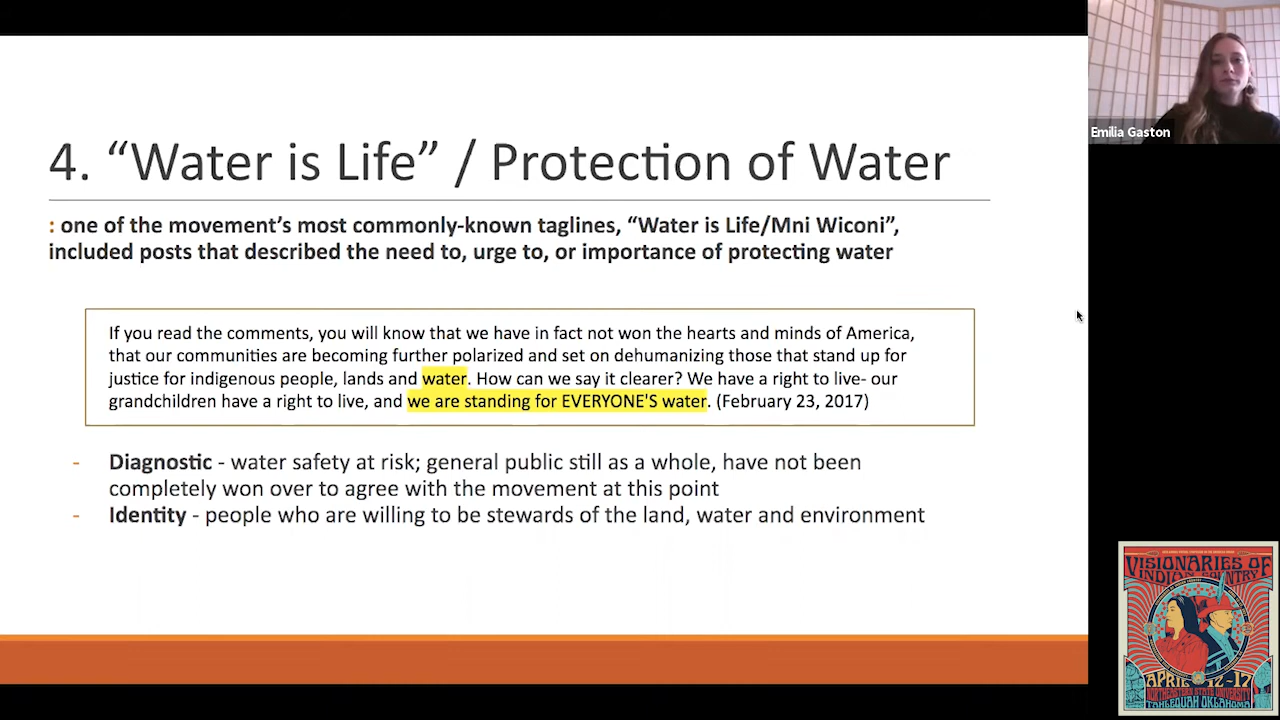 4. “Water is Life” / Protection of Water
: one of the movement’s most commonly-known taglines, “Water is Life/Mni Wiconi”,
included posts that described the need to, urge to, or importance of protecting water
If you read the comments, you will know that we have in fact not won the hearts and minds of America,
that our communities are becoming further polarized and set on dehumanizing those that stand up for
justice for indigenous people, lands and water. How can we say it clearer? We have a right to live- our
grandchildren have a right to live, and we are standing for EVERYONE'S water. (February 23, 2017)
- Diagnostic - water safety at risk; general public still as a whole, have not been
completely won over to agree with the movement at this point
- Identity - people who are willing to be stewards of the land, water and environment
Emilia Gaston
VISIONARIES OF
INDIAN COUNTRY
APRIL 12-17
NORTHEASTERN STATE UNIVERSITY
TAHLEQUAH OKLAHOMA